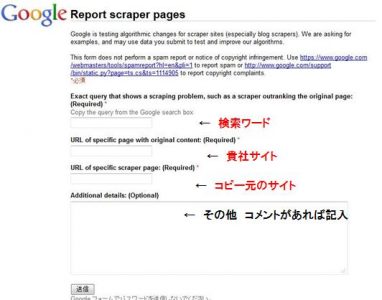 Google Report scraper pages
Google is testing algorithmic changes for scraper sites (especially blog scrapers). We are asking for
examples, and may use data you submit to test and improve our algorithms.
This form does not perform a spam report or notice of copyright infringement. Use https://www.google.com
/webmasters/tools/spamreport?hl=en&pli=1 to report spam or http://www.google.com/support
/bin/static.py?page=ts.cs&ts=1114905 to report copyright complaints.
*必須
Exact query that shows a scraping problem, such as a scraper outranking the original page:
(Required) *
Copy the query from the Google search box
← 検索ワード
URL of specific page with original content: (Required) *
← 貴社サイト
URL of specific scraper page: (Required) *
← コピー元のサイト
Additional details: (Optional)
← その他 コメントがあれば記入
送信
Google フォームでパスワードを送信しないでください。